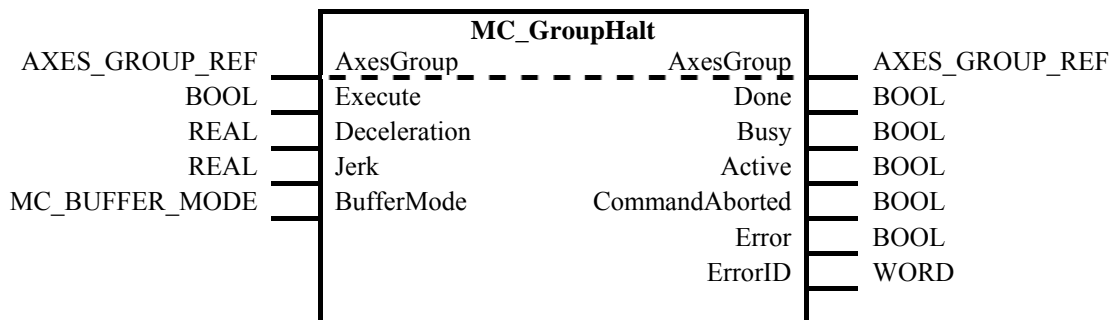 MC_GroupHalt
AXES_GROUP_REF AxesGroup AxesGroup AXES_GROUP_REF
BOOL Execute Done BOOL
REAL Deceleration Busy BOOL
REAL Jerk Active BOOL
MC_BUFFER_MODE BufferMode CommandAborted BOOL
Error BOOL
ErrorID WORD